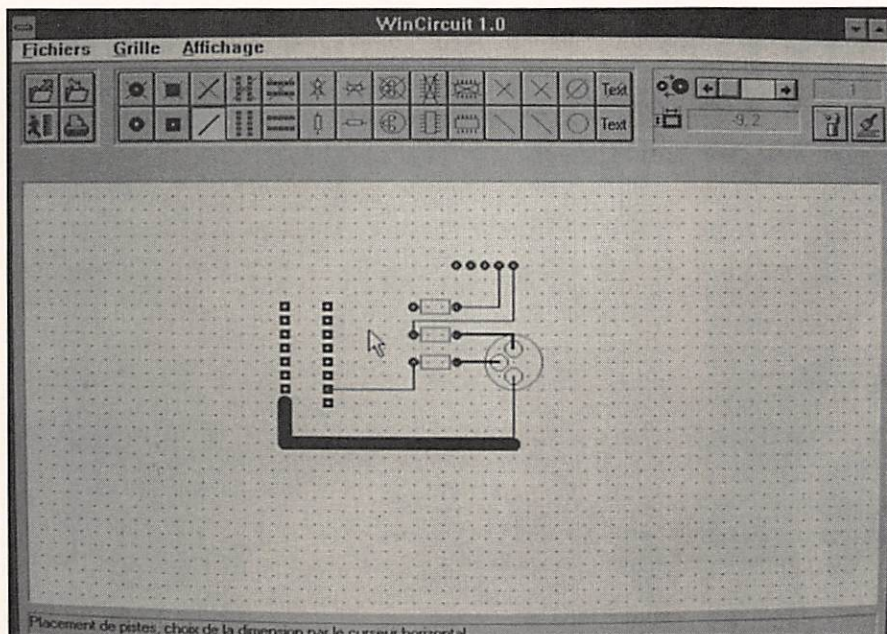 WinCircuit 1.0
Fichiers Grille Affichage
Text
1
Text
-9, 2
Placement de pistes, choix de la dimension par le curseur horizontal